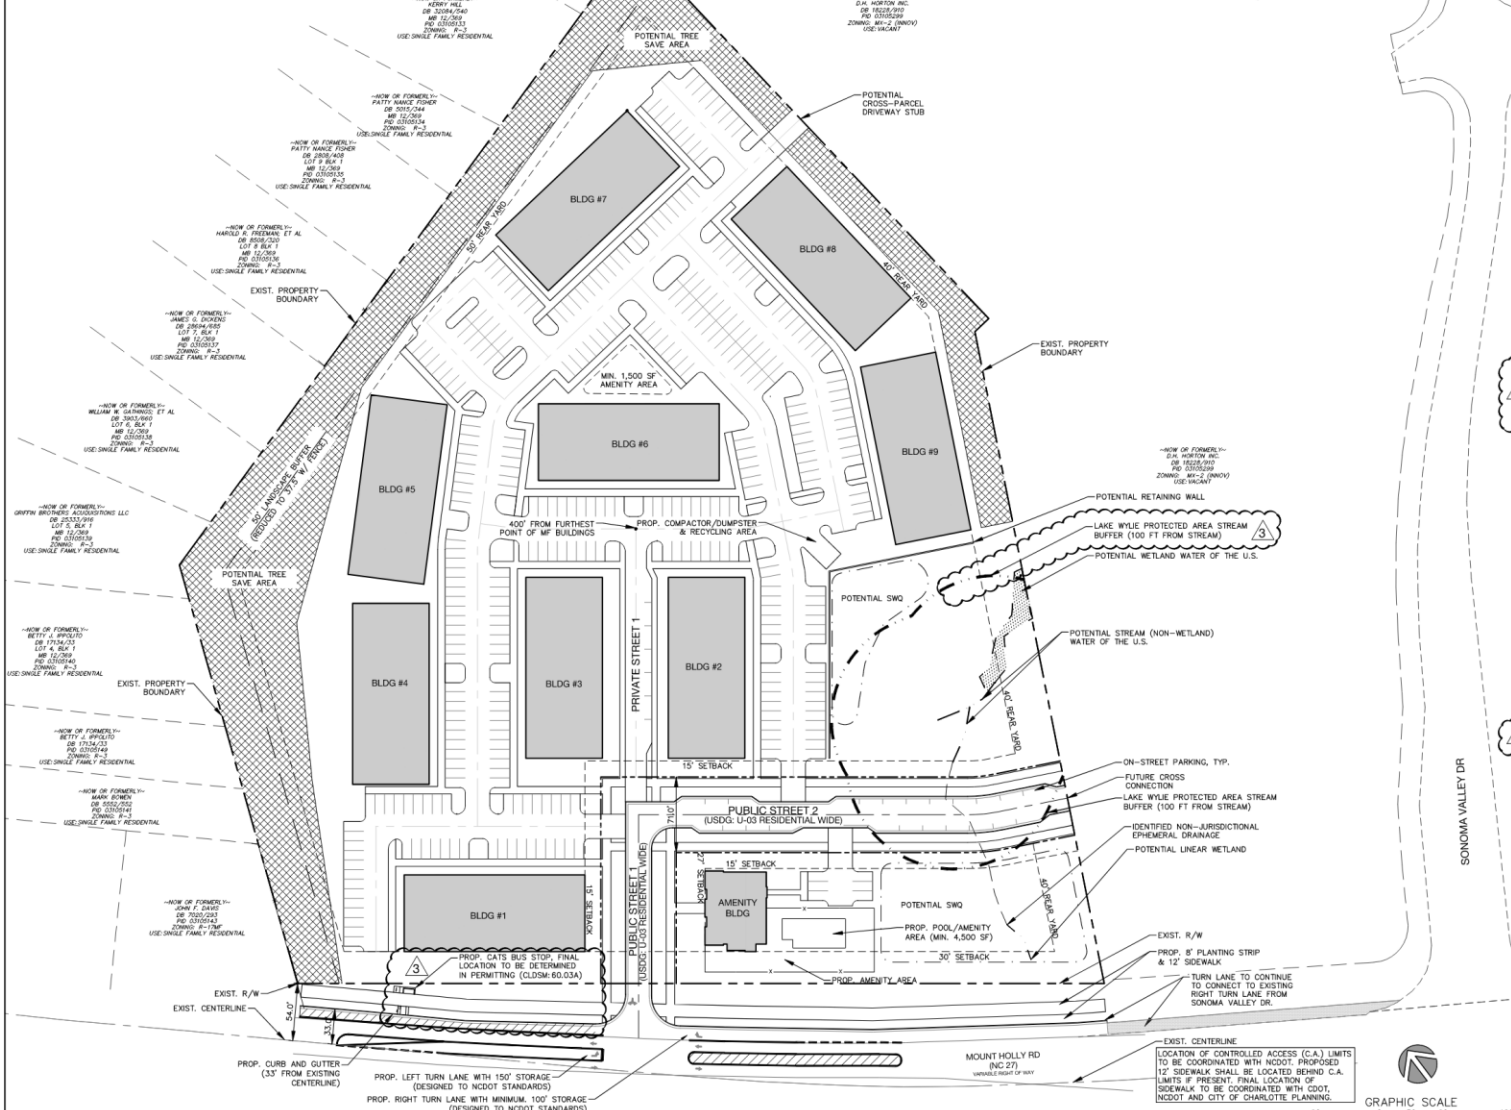 KERRY HILL
DB 32084/540
MB 12/369
PID 03105133
ZONING: R-3
USE: SINGLE FAMILY RESIDENTIAL
D.H. HORTON INC.
DB 18228/910
PID 03105299
ZONING: MX-2 (INNOV)
USE: VACANT
POTENTIAL TREE
SAVE AREA
--NOW OR FORMERLY--
PATTY NANCE FISHER
DB 5015/344
MB 12/369
PID 03105134
ZONING: R-3
USE: SINGLE FAMILY RESIDENTIAL
POTENTIAL
CROSS-PARCEL
DRIVEWAY STUB
--NOW OR FORMERLY--
PATTY NANCE FISHER
DB 2808/408
LOT 9 BLK 1
MB 12/369
PID 03105135
ZONING: R-3
USE: SINGLE FAMILY RESIDENTIAL
BLDG #7
50' REAR YARD
BLDG #8
40' REAR YARD
--NOW OR FORMERLY--
HAROLD R. FREEMAN; ET AL
DB 8508/320
LOT 8 BLK 1
MB 12/369
PID 03105136
ZONING: R-3
USE: SINGLE FAMILY RESIDENTIAL
EXIST. PROPERTY
BOUNDARY
--NOW OR FORMERLY--
JAMES G. DICKENS
DB 28694/685
LOT 7, BLK 1
MB 12/369
PID 03105137
ZONING: R-3
USE: SINGLE FAMILY RESIDENTIAL
EXIST. PROPERTY
BOUNDARY
MIN. 1,500 SF
AMENITY AREA
--NOW OR FORMERLY--
WILLIAM W. GATHINGS; ET AL
DB 3903/660
LOT 6, BLK 1
MB 12/369
PID 03105138
ZONING: R-3
USE: SINGLE FAMILY RESIDENTIAL
50' LANDSCAPE BUFFER
(REDUCED TO 37.5' W/ FENCE)
BLDG #6
BLDG #9
BLDG #5
--NOW OR FORMERLY--
D.H. HORTON INC.
DB 18228/910
PID 03105299
ZONING: MX-2 (INNOV)
USE: VACANT
POTENTIAL RETAINING WALL
--NOW OR FORMERLY--
GRIFFIN BROTHERS ACQUISITIONS LLC
DB 25333/916
LOT 5, BLK 1
MB 12/369
PID 03105139
ZONING: R-3
USE: SINGLE FAMILY RESIDENTIAL
400' FROM FURTHEST
POINT OF MF BUILDINGS
PROP. COMPACTOR/DUMPSTER
& RECYCLING AREA
LAKE WYLIE PROTECTED AREA STREAM
BUFFER (100 FT FROM STREAM)
3
POTENTIAL WETLAND WATER OF THE U.S.
POTENTIAL TREE
SAVE AREA
POTENTIAL SWQ
--NOW OR FORMERLY--
BETTY J. IPPOLITO
DB 17134/33
LOT 4, BLK 1
MB 12/369
PID 03105140
ZONING: R-3
USE: SINGLE FAMILY RESIDENTIAL
POTENTIAL STREAM (NON-WETLAND)
WATER OF THE U.S.
EXIST. PROPERTY
BOUNDARY
BLDG #4
BLDG #3
PRIVATE STREET 1
BLDG #2
40' REAR YARD
--NOW OR FORMERLY--
BETTY J. IPPOLITO
DB 17134/33
PID 03105149
ZONING: R-3
USE: SINGLE FAMILY RESIDENTIAL
15' SETBACK
ON-STREET PARKING, TYP.
FUTURE CROSS
CONNECTION
LAKE WYLIE PROTECTED AREA STREAM
BUFFER (100 FT FROM STREAM)
--NOW OR FORMERLY--
MARK BOWEN
DB 5552/552
PID 03105141
ZONING: R-3
USE: SINGLE FAMILY RESIDENTIAL
71.0'
PUBLIC STREET 2
(USDG: U-03 RESIDENTIAL WIDE)
IDENTIFIED NON-JURISDICTIONAL
EPHEMERAL DRAINAGE
POTENTIAL LINEAR WETLAND
SONOMA VALLEY DR
15' SETBACK
27' SETBACK
--NOW OR FORMERLY--
JOHN F. DAVIS
DB 7020/293
PID 03105143
ZONING: R-17MF
USE: SINGLE FAMILY RESIDENTIAL
BLDG #1
15' SETBACK
PUBLIC STREET 1
(USDG: U-03 RESIDENTIAL WIDE)
AMENITY
BLDG
POTENTIAL SWQ
40' REAR YARD
PROP. POOL/AMENITY
AREA (MIN. 4,500 SF)
EXIST. R/W
30' SETBACK
PROP. 8' PLANTING STRIP
& 12' SIDEWALK
3
PROP. CATS BUS STOP, FINAL
LOCATION TO BE DETERMINED
IN PERMITTING (CLDSM: 60.03A)
PROP. AMENITY AREA
TURN LANE TO CONTINUE
TO CONNECT TO EXISTING
RIGHT TURN LANE FROM
SONOMA VALLEY DR.
EXIST. R/W
EXIST. CENTERLINE
54.0'
33.0'
PROP. CURB AND GUTTER
(33' FROM EXISTING
CENTERLINE)
PROP. LEFT TURN LANE WITH 150' STORAGE
(DESIGNED TO NCDOT STANDARDS)
PROP. RIGHT TURN LANE WITH MINIMUM. 100' STORAGE
(DESIGNED TO NCDOT STANDARDS)
MOUNT HOLLY RD
(NC 27)
VARIABLE RIGHT OF WAY
EXIST. CENTERLINE
LOCATION OF CONTROLLED ACCESS (C.A.) LIMITS
TO BE COORDINATED WITH NCDOT. PROPOSED
12' SIDEWALK SHALL BE LOCATED BEHIND C.A.
LIMITS IF PRESENT. FINAL LOCATION OF
SIDEWALK TO BE COORDINATED WITH CDOT,
NCDOT AND CITY OF CHARLOTTE PLANNING.
GRAPHIC SCALE